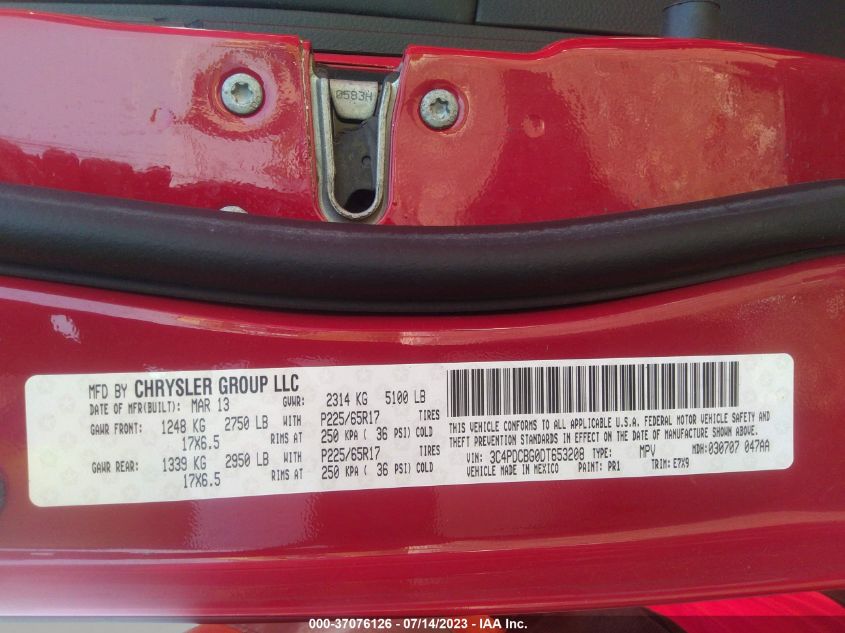 0583H
MFD BY CHRYSLER GROUP LLC
DATE OF MFR(BUILT): MAR 13 GVWR: 2314 KG 5100 LB
GAWR FRONT: 1248 KG 2750 LB WITH P225/65R17 TIRES
17X6.5 RIMS AT 250 KPA ( 36 PSI) COLD
GAWR REAR: 1339 KG 2950 LB WITH P225/65R17 TIRES
17X6.5 RIMS AT 250 KPA ( 36 PSI) COLD
THIS VEHICLE CONFORMS TO ALL APPLICABLE U.S.A. FEDERAL MOTOR VEHICLE SAFETY AND
THEFT PREVENTION STANDARDS IN EFFECT ON THE DATE OF MANUFACTURE SHOWN ABOVE.
VIN: 3C4PDCBG0DT653208 TYPE: MPV MDH:030707 047AA
VEHICLE MADE IN MEXICO PAINT: PR1 TRIM: E7X9
000-37076126 - 07/14/2023 - IAA Inc.